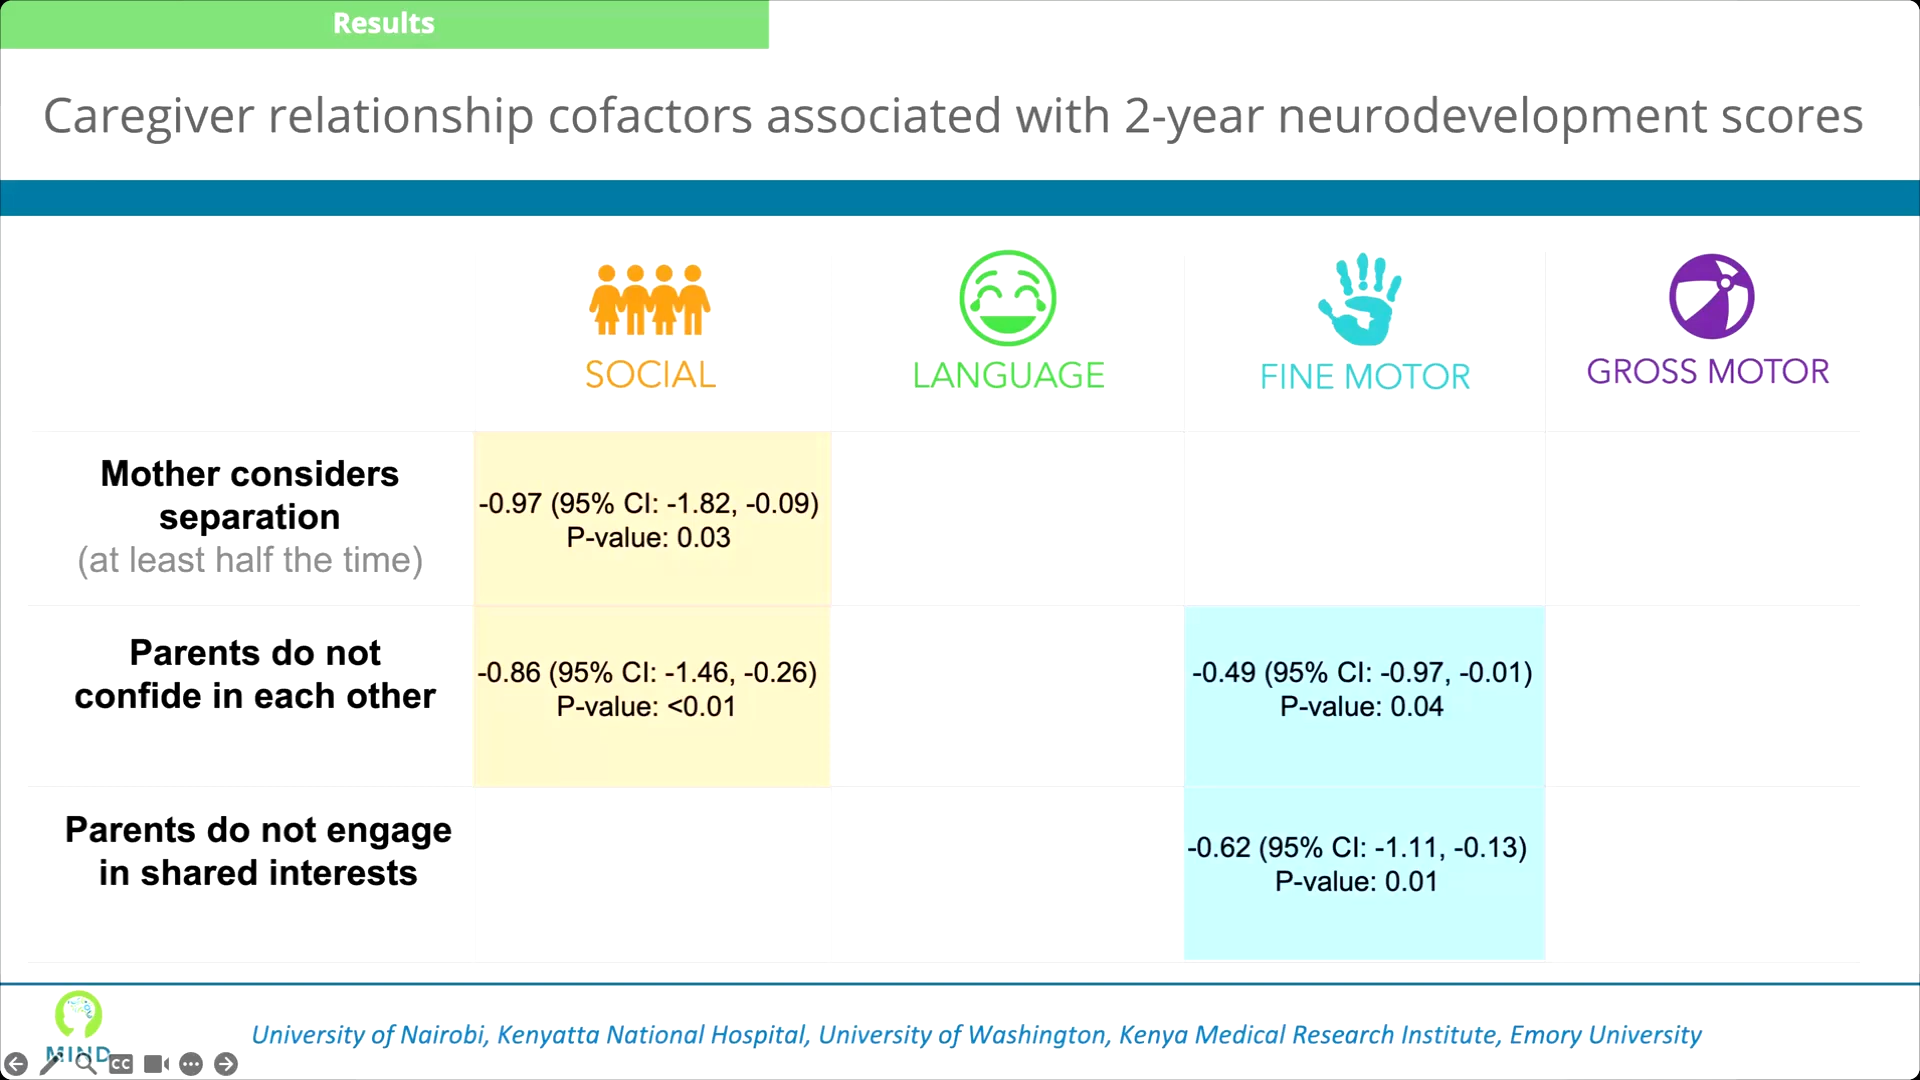 Results
Caregiver relationship cofactors associated with 2-year neurodevelopment scores
SOCIAL
LANGUAGE
FINE MOTOR
GROSS MOTOR
Mother considers
separation
(at least half the time)
-0.97 (95% CI: -1.82, -0.09)
P-value: 0.03
Parents do not
confide in each other
-0.86 (95% CI: -1.46, -0.26)
P-value: <0.01
-0.49 (95% CI: -0.97, -0.01)
P-value: 0.04
Parents do not engage
in shared interests
-0.62 (95% CI: -1.11, -0.13)
P-value: 0.01
University of Nairobi, Kenyatta National Hospital, University of Washington, Kenya Medical Research Institute, Emory University
MIND
CC